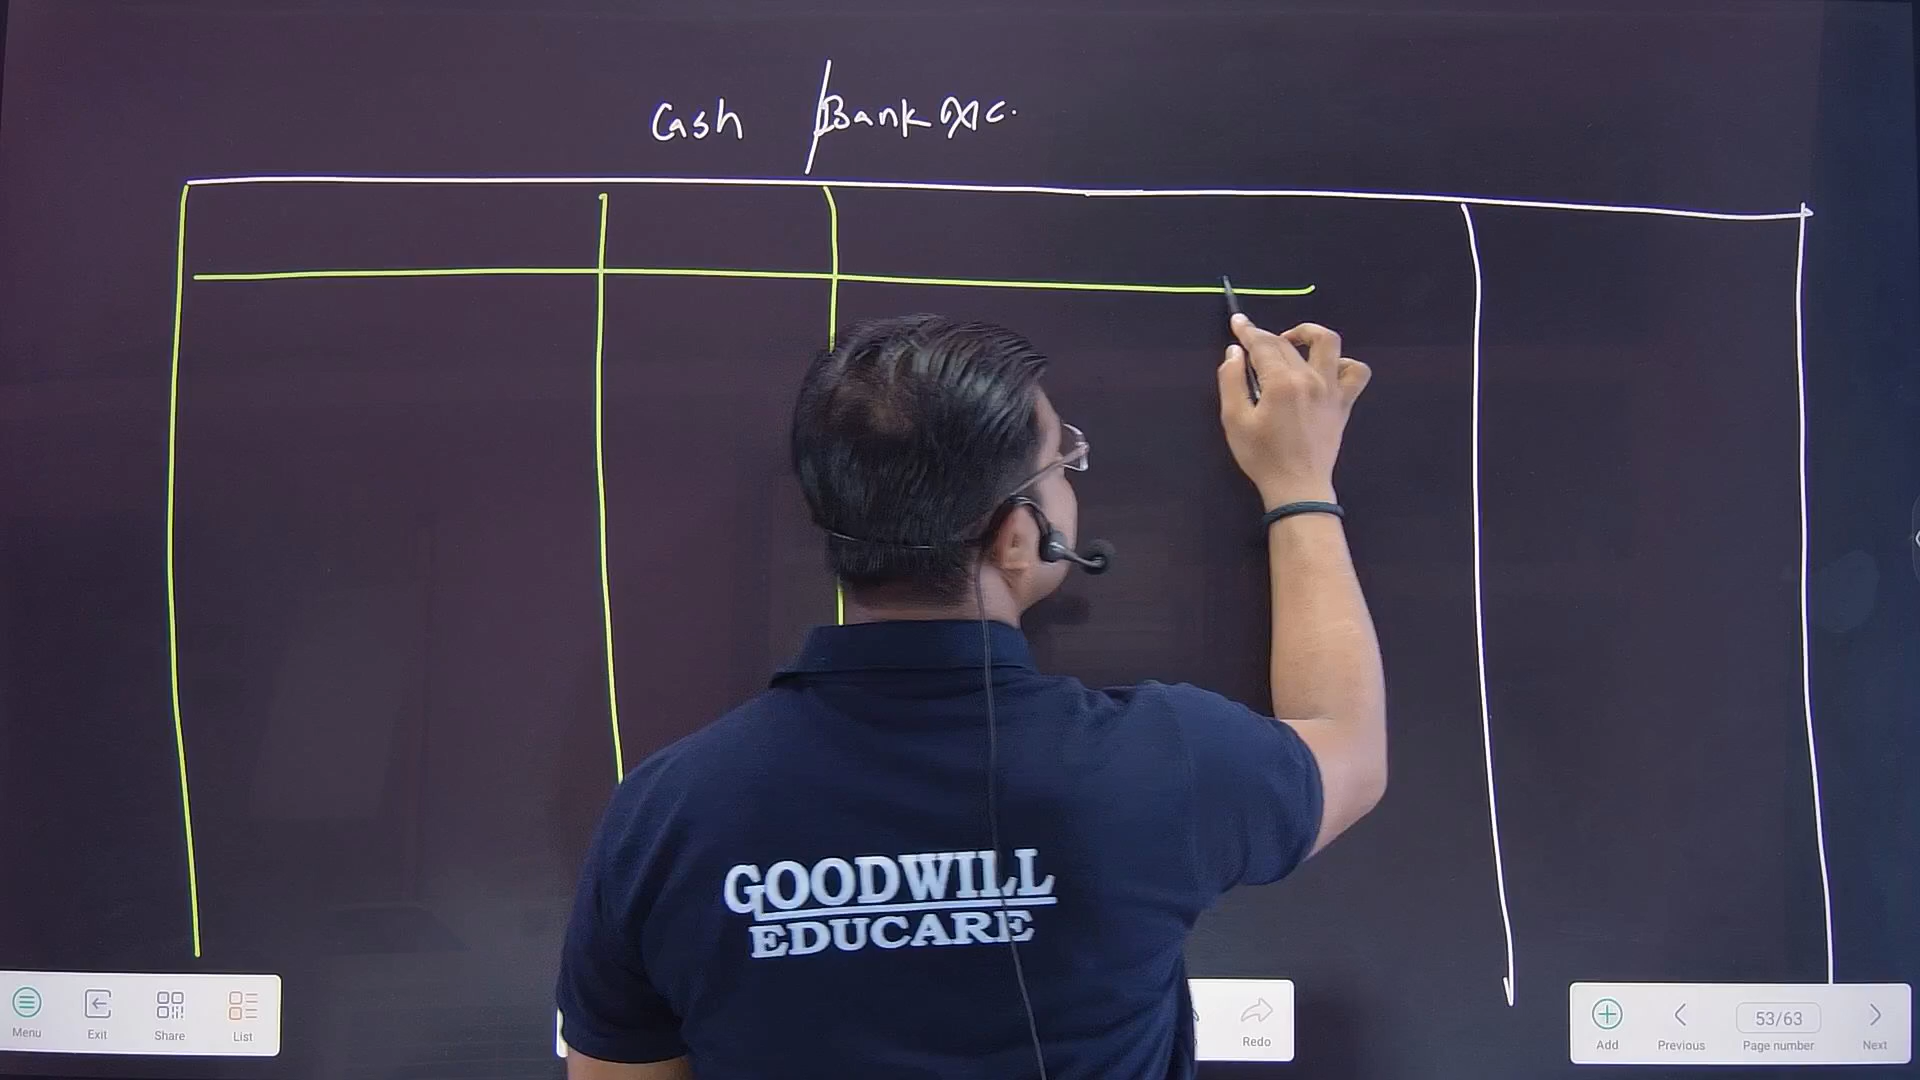 Cash / Bank A/c.
GOODWILL
EDUCARE
Menu Exit Share List
Redo
Add Previous 53/63 Page number Next